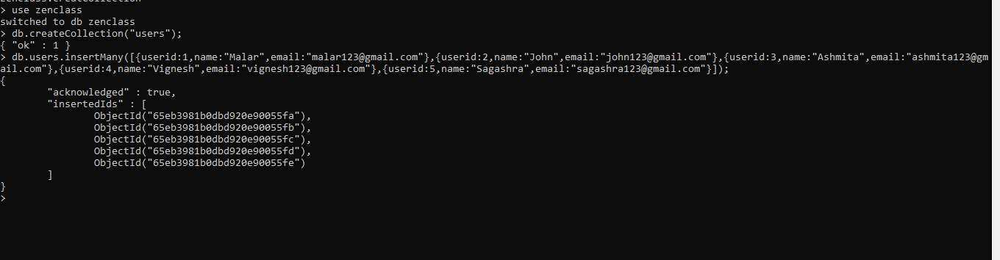 > use zenclass
switched to db zenclass
> db.createCollection("users");
{ "ok" : 1 }
> db.users.insertMany([{userid:1,name:"Malar",email:"malar123@gmail.com"},{userid:2,name:"John",email:"john123@gmail.com"},{userid:3,name:"Ashmita",email:"ashmita123@gm
ail.com"},{userid:4,name:"Vignesh",email:"vignesh123@gmail.com"},{userid:5,name:"Sagashra",email:"sagashra123@gmail.com"}]);
{
        "acknowledged" : true,
        "insertedIds" : [
                ObjectId("65eb3981b0dbd920e90055fa"),
                ObjectId("65eb3981b0dbd920e90055fb"),
                ObjectId("65eb3981b0dbd920e90055fc"),
                ObjectId("65eb3981b0dbd920e90055fd"),
                ObjectId("65eb3981b0dbd920e90055fe")
        ]
}
>